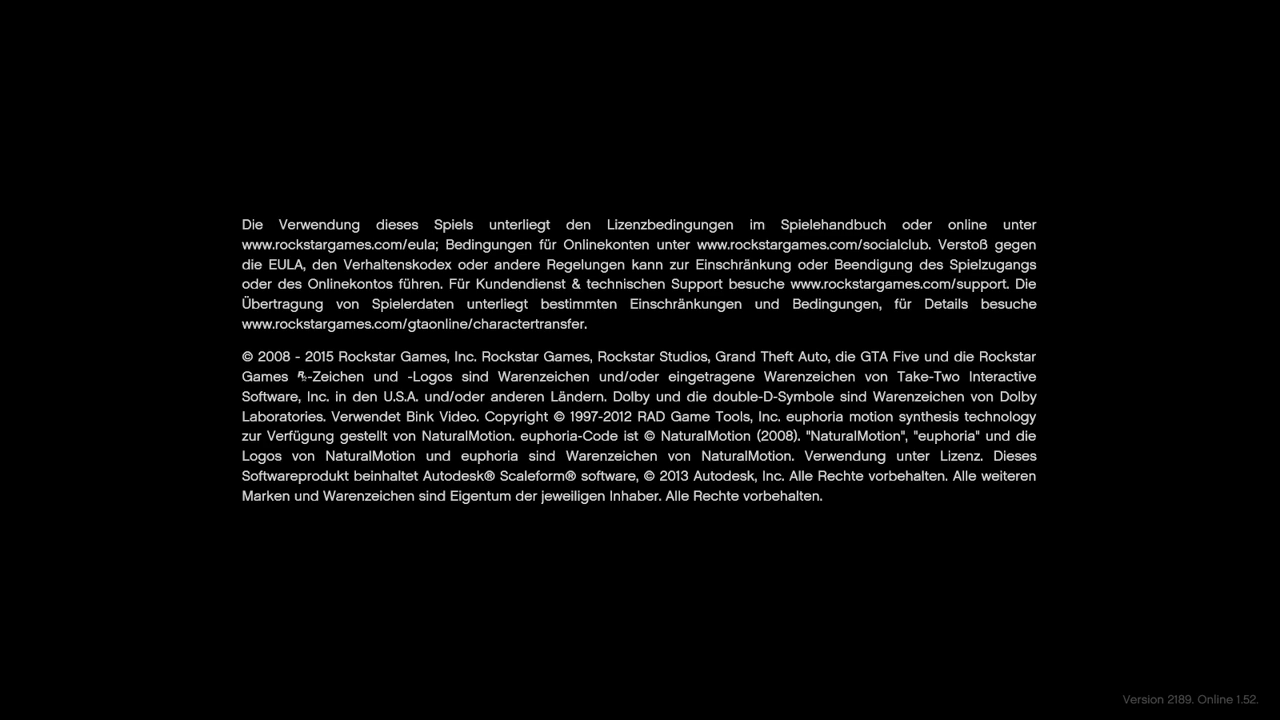 Die Verwendung dieses Spiels unterliegt den Lizenzbedingungen im Spielehandbuch oder online unter
www.rockstargames.com/eula; Bedingungen für Onlinekonten unter www.rockstargames.com/socialclub. Verstoß gegen
die EULA, den Verhaltenskodex oder andere Regelungen kann zur Einschränkung oder Beendigung des Spielzugangs
oder des Onlinekontos führen. Für Kundendienst & technischen Support besuche www.rockstargames.com/support. Die
Übertragung von Spielerdaten unterliegt bestimmten Einschränkungen und Bedingungen, für Details besuche
www.rockstargames.com/gtaonline/charactertransfer.
© 2008 - 2015 Rockstar Games, Inc. Rockstar Games, Rockstar Studios, Grand Theft Auto, die GTA Five und die Rockstar
Games R*-Zeichen und -Logos sind Warenzeichen und/oder eingetragene Warenzeichen von Take-Two Interactive
Software, Inc. in den U.S.A. und/oder anderen Ländern. Dolby und die double-D-Symbole sind Warenzeichen von Dolby
Laboratories. Verwendet Bink Video. Copyright © 1997-2012 RAD Game Tools, Inc. euphoria motion synthesis technology
zur Verfügung gestellt von NaturalMotion. euphoria-Code ist © NaturalMotion (2008). "NaturalMotion", "euphoria" und die
Logos von NaturalMotion und euphoria sind Warenzeichen von NaturalMotion. Verwendung unter Lizenz. Dieses
Softwareprodukt beinhaltet Autodesk® Scaleform® software, © 2013 Autodesk, Inc. Alle Rechte vorbehalten. Alle weiteren
Marken und Warenzeichen sind Eigentum der jeweiligen Inhaber. Alle Rechte vorbehalten.
Version 2189. Online 1.52.